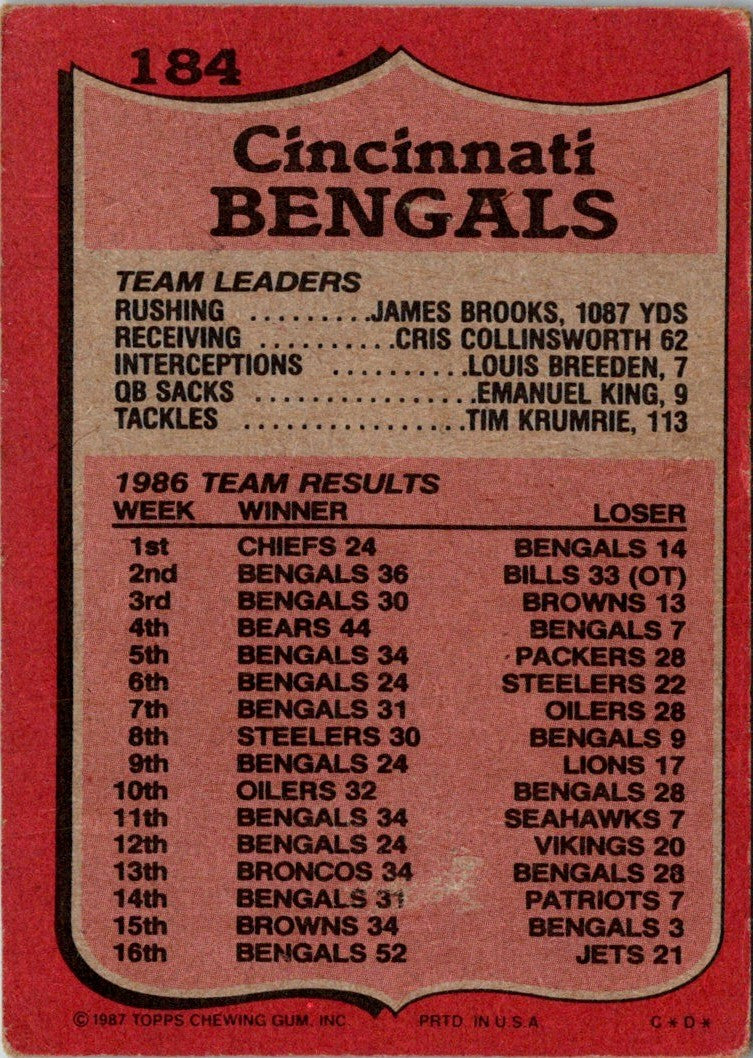 184
Cincinnati
BENGALS
TEAM LEADERS
RUSHING ..........JAMES BROOKS, 1087 YDS
RECEIVING ..........CRIS COLLINSWORTH 62
INTERCEPTIONS ..........LOUIS BREEDEN, 7
QB SACKS .................EMANUEL KING, 9
TACKLES .................TIM KRUMRIE, 113
1986 TEAM RESULTS
WEEK WINNER LOSER
1st CHIEFS 24 BENGALS 14
2nd BENGALS 36 BILLS 33 (OT)
3rd BENGALS 30 BROWNS 13
4th BEARS 44 BENGALS 7
5th BENGALS 34 PACKERS 28
6th BENGALS 24 STEELERS 22
7th BENGALS 31 OILERS 28
8th STEELERS 30 BENGALS 9
9th BENGALS 24 LIONS 17
10th OILERS 32 BENGALS 28
11th BENGALS 34 SEAHAWKS 7
12th BENGALS 24 VIKINGS 20
13th BRONCOS 34 BENGALS 28
14th BENGALS 31 PATRIOTS 7
15th BROWNS 34 BENGALS 3
16th BENGALS 52 JETS 21
© 1987 TOPPS CHEWING GUM, INC PRTD. IN U.S.A. C * D *